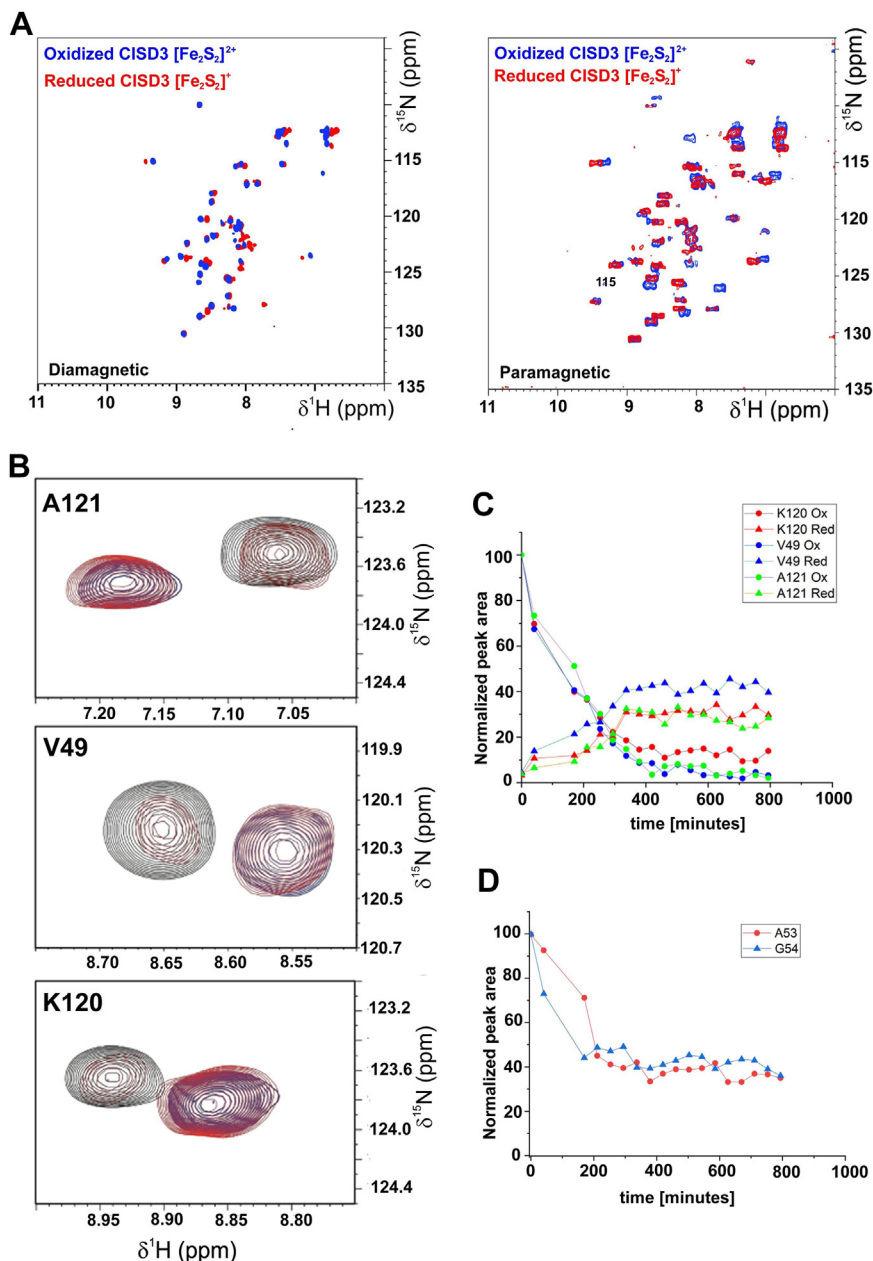 A
Oxidized CISD3 [Fe₂S₂]²⁺
Reduced CISD3 [Fe₂S₂]⁺
Diamagnetic
115
120
125
130
135
δ¹⁵N (ppm)
11 10 9 8
δ¹H (ppm)
Oxidized CISD3 [Fe₂S₂]²⁺
Reduced CISD3 [Fe₂S₂]⁺
115
Paramagnetic
115
120
125
130
135
δ¹⁵N (ppm)
11 10 9 8
δ¹H (ppm)
B
A121
123.2
123.6
124.0
124.4
δ¹⁵N (ppm)
7.20 7.15 7.10 7.05
V49
119.9
120.1
120.3
120.5
120.7
δ¹⁵N (ppm)
8.70 8.65 8.60 8.55
K120
123.2
123.6
124.0
124.4
δ¹⁵N (ppm)
8.95 8.90 8.85 8.80
δ¹H (ppm)
C
K120 Ox
K120 Red
V49 Ox
V49 Red
A121 Ox
A121 Red
Normalized peak area
100
80
60
40
20
0
0 200 400 600 800 1000
time [minutes]
D
A53
G54
Normalized peak area
100
80
60
40
20
0
0 200 400 600 800 1000
time [minutes]